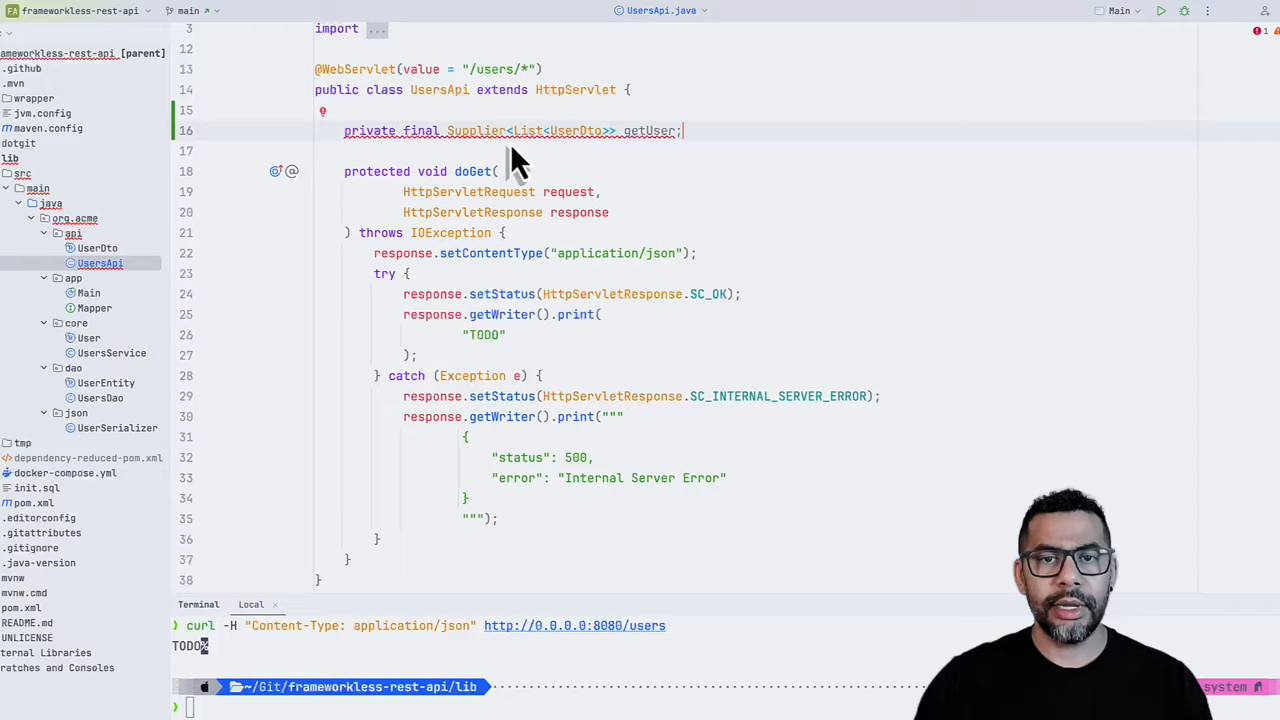 FA frameworkless-rest-api main UsersApi.java Main
ameworkless-rest-api [parent]
.github
.mvn
wrapper
jvm.config
maven.config
dotgit
lib
src
main
java
org.acme
api
UserDto
UsersApi
app
Main
Mapper
core
User
UsersService
dao
UserEntity
UsersDao
json
UserSerializer
tmp
dependency-reduced-pom.xml
docker-compose.yml
init.sql
pom.xml
.editorconfig
.gitattributes
.gitignore
.java-version
mvnw
mvnw.cmd
pom.xml
README.md
UNLICENSE
ternal Libraries
ratches and Consoles
3 import ...
12
13 @WebServlet(value = "/users/*")
14 public class UsersApi extends HttpServlet {
15
16 private final Supplier<List<UserDto>> getUser;
17
18 protected void doGet(
19 HttpServletRequest request,
20 HttpServletResponse response
21 ) throws IOException {
22 response.setContentType("application/json");
23 try {
24 response.setStatus(HttpServletResponse.SC_OK);
25 response.getWriter().print(
26 "TODO"
27 );
28 } catch (Exception e) {
29 response.setStatus(HttpServletResponse.SC_INTERNAL_SERVER_ERROR);
30 response.getWriter().print("""
31 {
32 "status": 500,
33 "error": "Internal Server Error"
34 }
35 """);
36 }
37 }
38 }
1
Terminal Local ×
❯ curl -H "Content-Type: application/json" http://0.0.0.0:8080/users
TODO%
~/Git/frameworkless-rest-api/lib system
❯